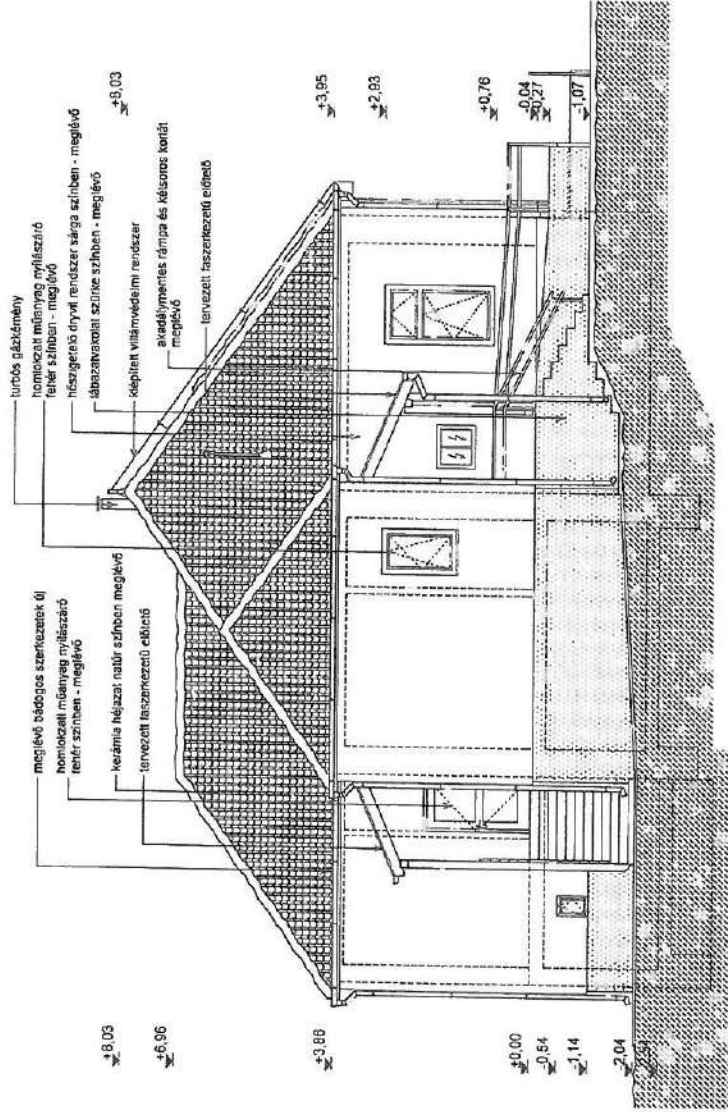 turbós gázkémény
homlokzati műanyag nyílászáró
fehér színben - meglévő
hőszigetelő dryvit rendszer sárga színben - meglévő
lábazatvakolat szürke színben - meglévő
kiépített villámvédelmi rendszer
akadálymentes rámpa és kétsoros korlát
meglévő
tervezett faszerkezetű előtető
meglévő bádogos szerkezetek új
homlokzati műanyag nyílászáró
fehér színben - meglévő
kerámia héjazat natúr színben meglévő
tervezett faszerkezetű előtető
+8,03
+3,95
+2,93
+0,76
-0,04
-0,27
-1,07
+8,03
+6,96
+3,86
±0,00
-0,54
-1,14
-2,04